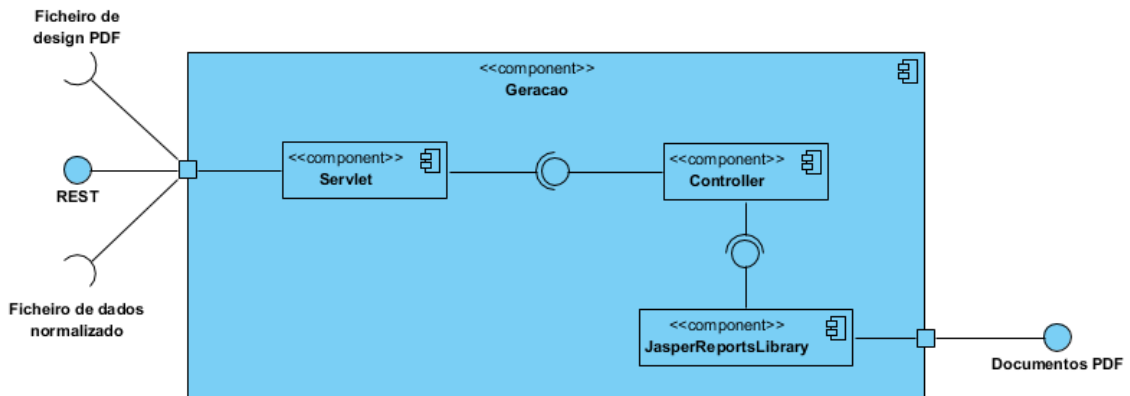 Ficheiro de
design PDF
<<component>>
Geracao
<<component>>
Servlet
<<component>>
Controller
REST
Ficheiro de dados
normalizado
<<component>>
JasperReportsLibrary
Documentos PDF